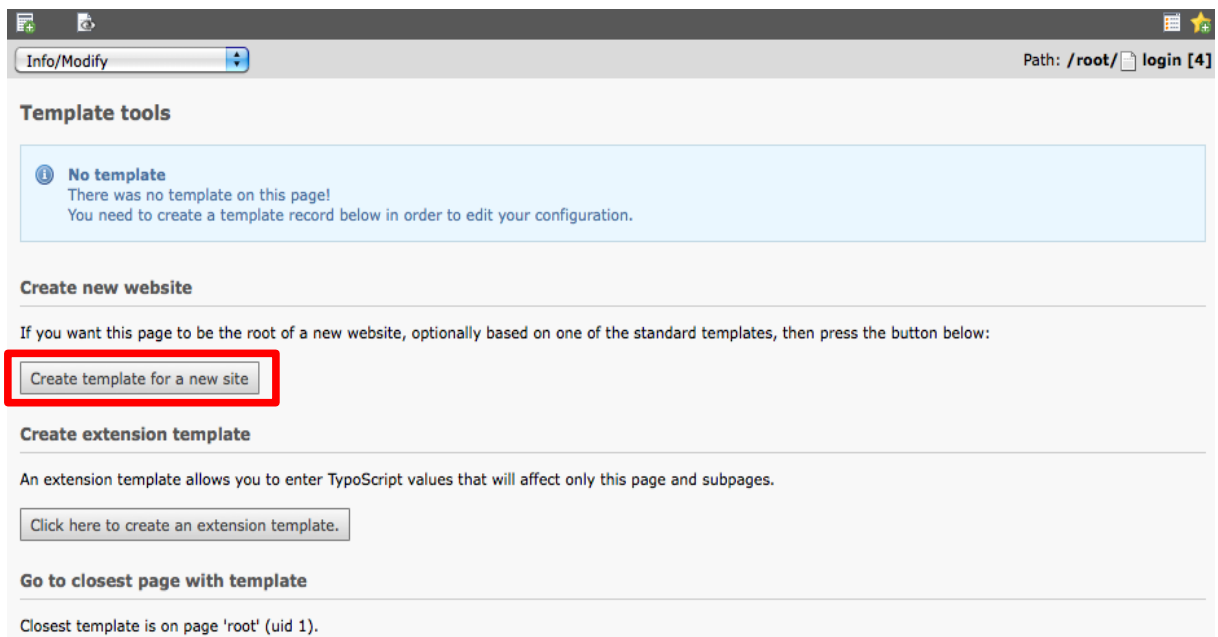 Info/Modify
Path: /root/ login [4]
Template tools
No template
There was no template on this page!
You need to create a template record below in order to edit your configuration.
Create new website
If you want this page to be the root of a new website, optionally based on one of the standard templates, then press the button below:
Create template for a new site
Create extension template
An extension template allows you to enter TypoScript values that will affect only this page and subpages.
Click here to create an extension template.
Go to closest page with template
Closest template is on page 'root' (uid 1).